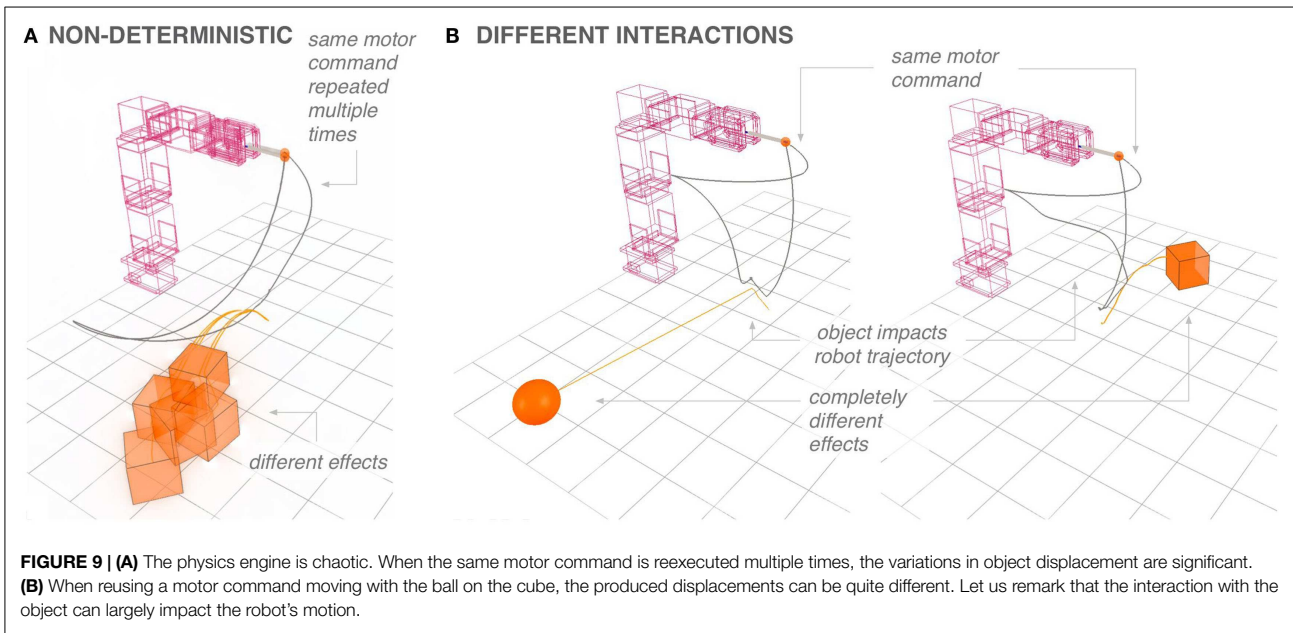 A NON-DETERMINISTIC
same motor
command
repeated
multiple
times
different effects
B DIFFERENT INTERACTIONS
same motor
command
object impacts
robot trajectory
completely
different
effects
FIGURE 9 | (A) The physics engine is chaotic. When the same motor command is reexecuted multiple times, the variations in object displacement are significant.
(B) When reusing a motor command moving with the ball on the cube, the produced displacements can be quite different. Let us remark that the interaction with the
object can largely impact the robot's motion.